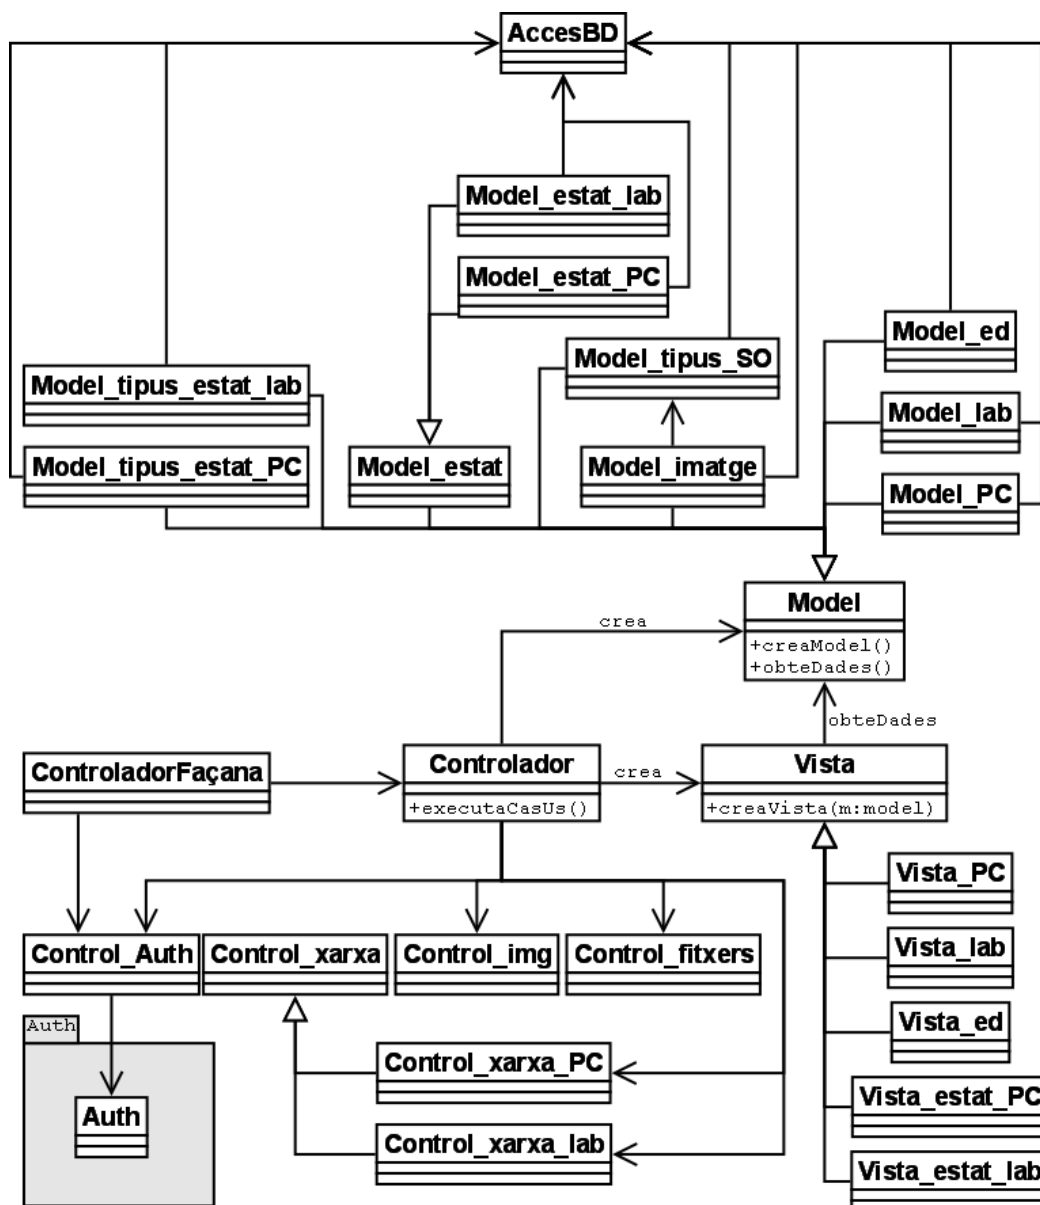 AccesBD
Model_estat_lab
Model_estat_PC
Model_ed
Model_tipus_SO
Model_tipus_estat_lab
Model_lab
Model_tipus_estat_PC
Model_estat
Model_imatge
Model_PC
Model
crea
+creaModel()
+obteDades()
obteDades
ControladorFaçana
Controlador
crea
Vista
+executaCasUs()
+creaVista(m:model)
Vista_PC
Control_Auth
Control_xarxa
Control_img
Control_fitxers
Vista_lab
Vista_ed
Auth
Control_xarxa_PC
Vista_estat_PC
Auth
Control_xarxa_lab
Vista_estat_lab